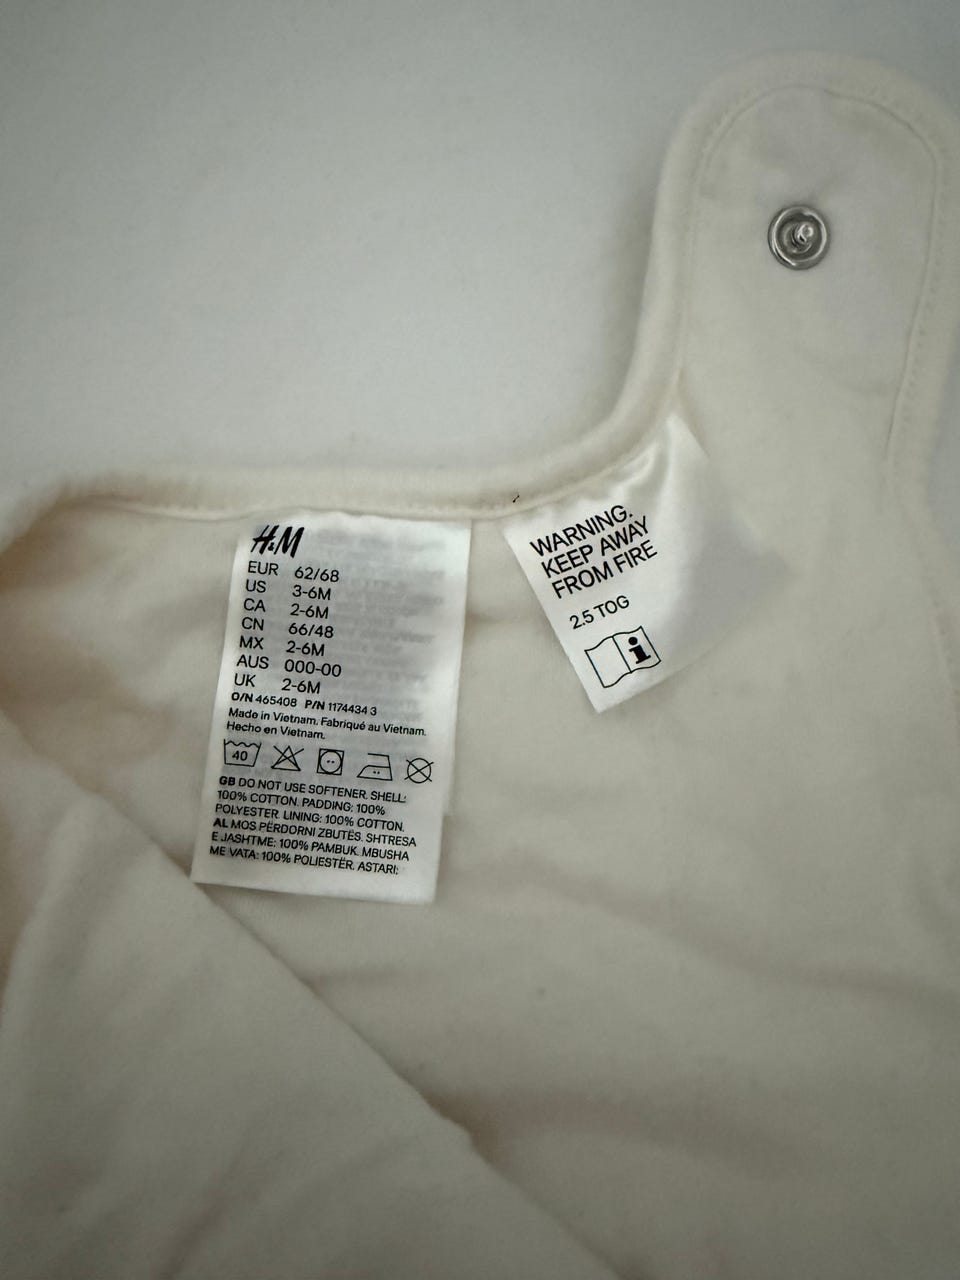 H&M
EUR 62/68
US 3-6M
CA 2-6M
CN 66/48
MX 2-6M
AUS 000-00
UK 2-6M
O/N 465408 P/N 1174434 3
Made in Vietnam. Fabriqué au Vietnam.
Hecho en Vietnam.
40
GB DO NOT USE SOFTENER. SHELL:
100% COTTON. PADDING: 100%
POLYESTER. LINING: 100% COTTON.
AL MOS PËRDORNI ZBUTËS. SHTRESA
E JASHTME: 100% PAMBUK. MBUSHA
ME VATA: 100% POLIESTËR. ASTARI:
WARNING.
KEEP AWAY
FROM FIRE
2.5 TOG
i